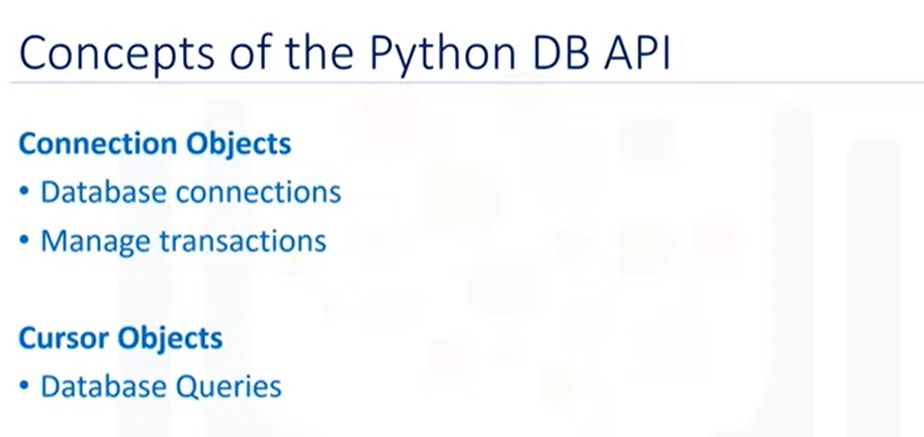 Concepts of the Python DB API
Connection Objects
• Database connections
• Manage transactions
Cursor Objects
• Database Queries